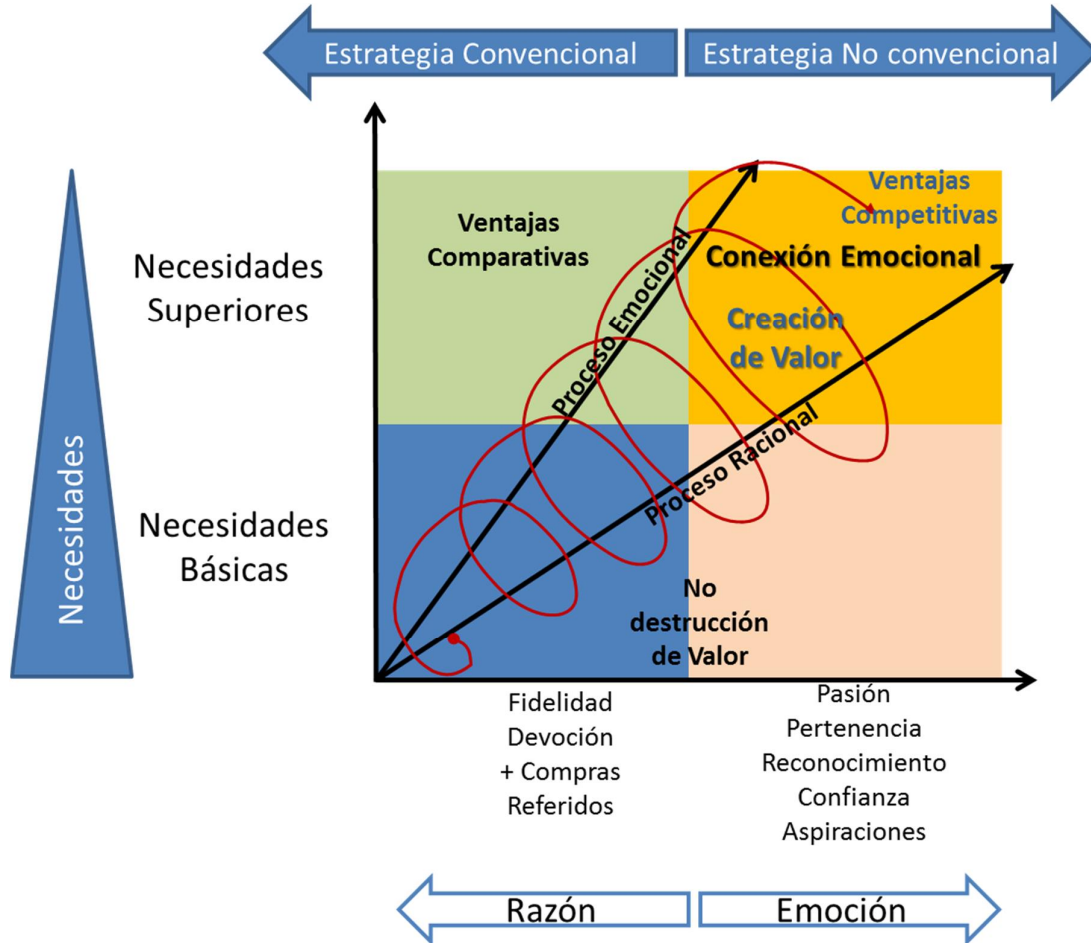 Estrategia Convencional
Estrategia No convencional
Ventajas
Competitivas
Ventajas
Comparativas
Conexión Emocional
Creación
de Valor
Proceso Emocional
Proceso Racional
Necesidades
Superiores
Necesidades
Necesidades
Básicas
No
destrucción
de Valor
Fidelidad
Devoción
+ Compras
Referidos
Pasión
Pertenencia
Reconocimiento
Confianza
Aspiraciones
Razón
Emoción